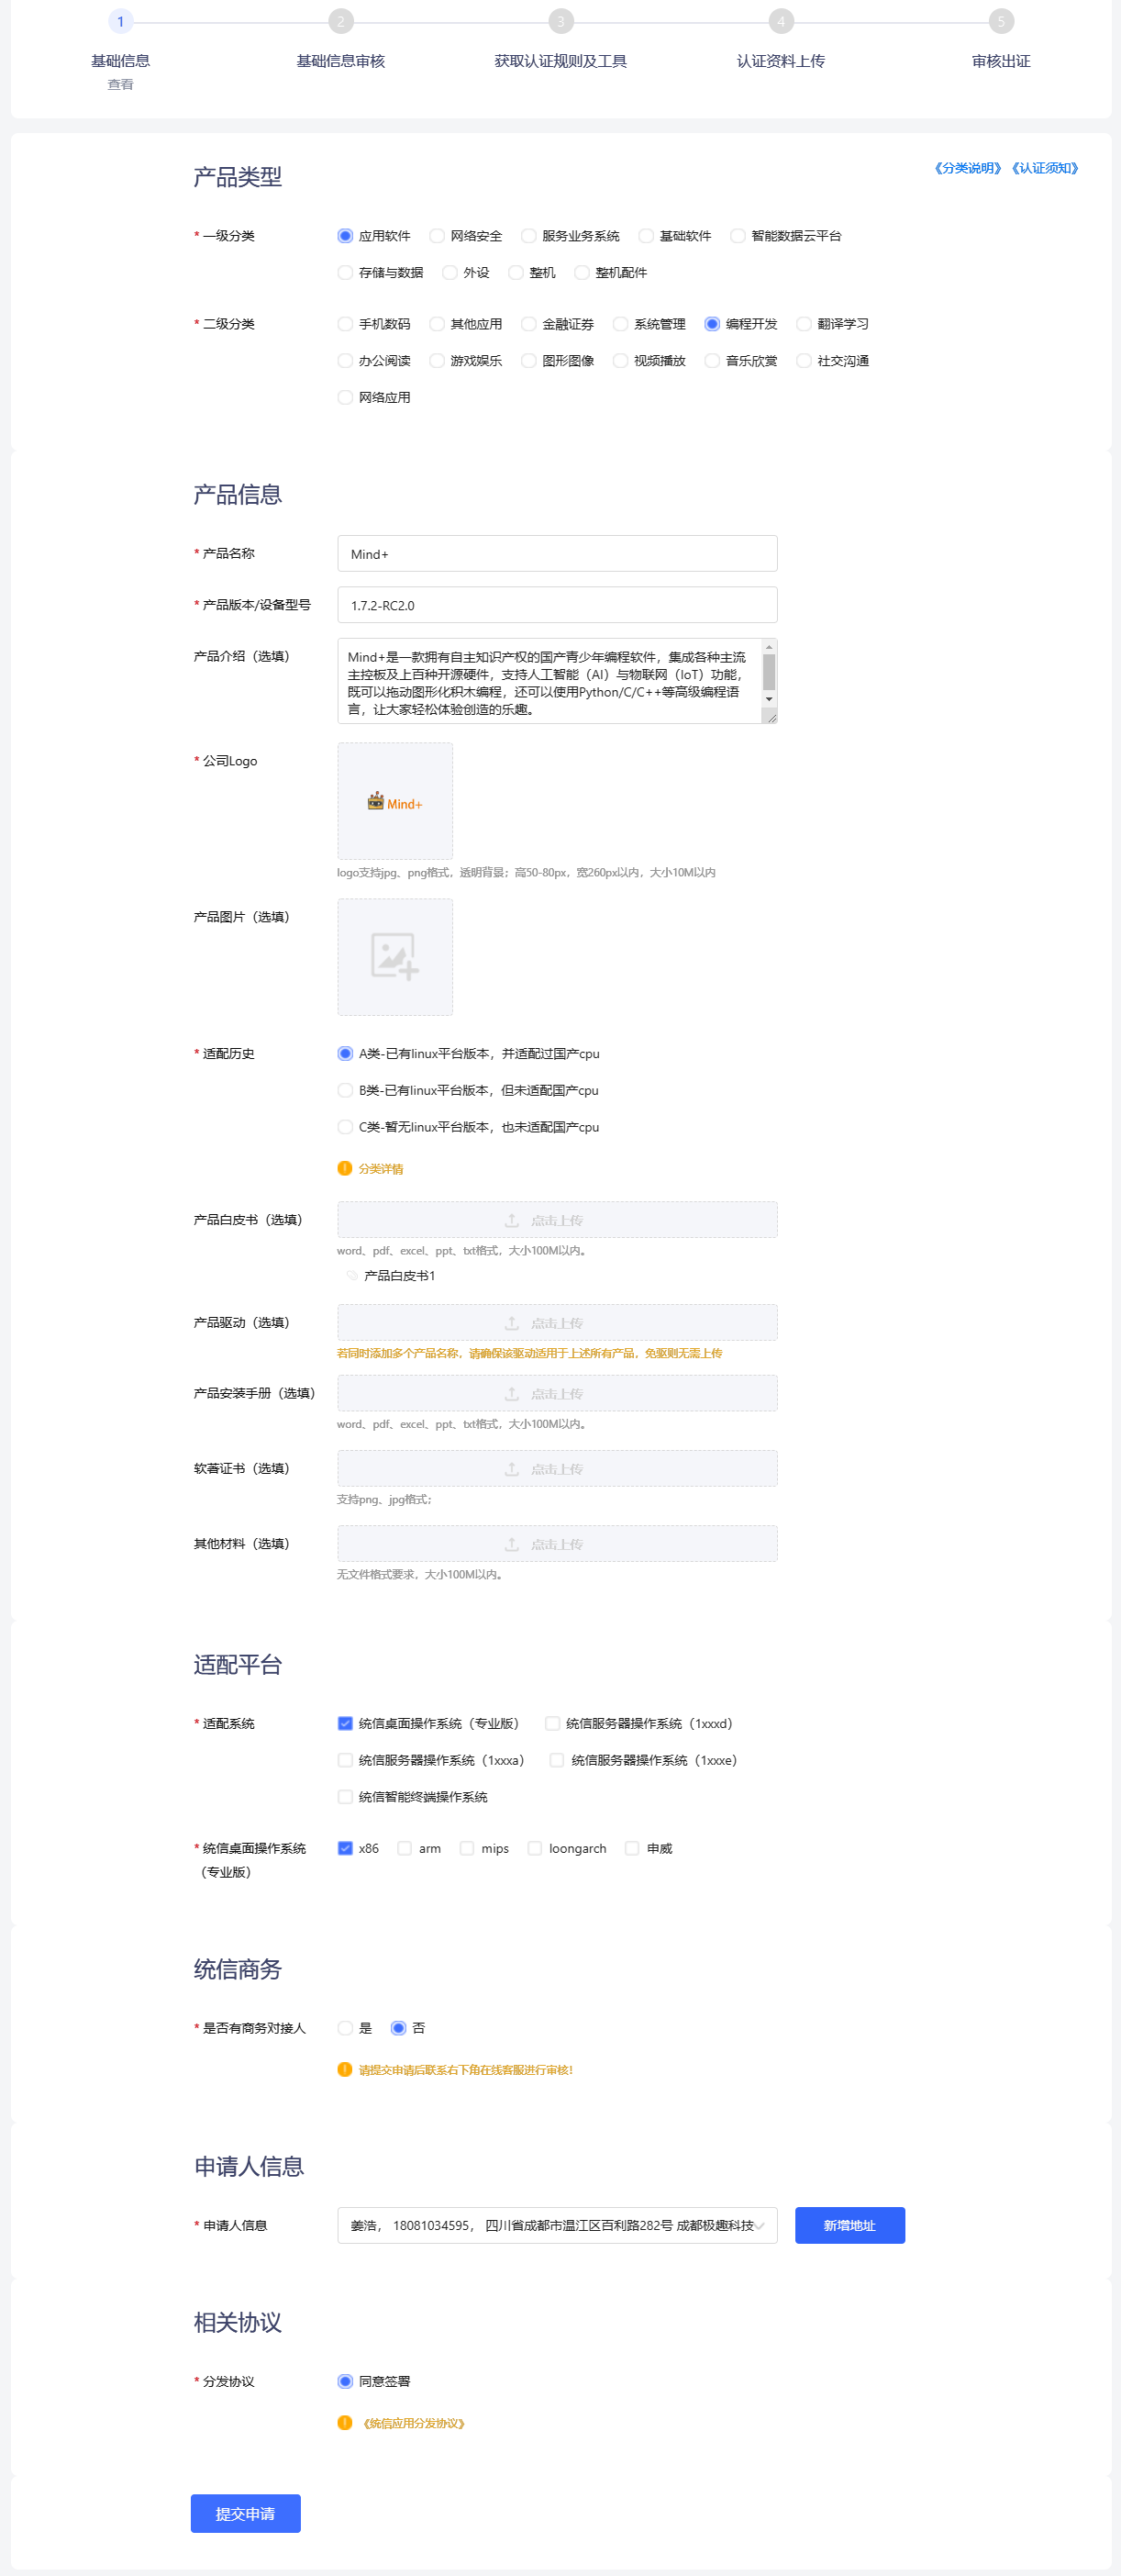 1
2
3
4
5
基础信息
基础信息审核
获取认证规则及工具
认证资料上传
审核出证
查看
产品类型
《分类说明》《认证须知》
* 一级分类
应用软件 网络安全 服务业务系统 基础软件 智能数据云平台
存储与数据 外设 整机 整机配件
* 二级分类
手机数码 其他应用 金融证券 系统管理 编程开发 翻译学习
办公阅读 游戏娱乐 图形图像 视频播放 音乐欣赏 社交沟通
网络应用
产品信息
* 产品名称
Mind+
* 产品版本/设备型号
1.7.2-RC2.0
产品介绍（选填）
Mind+是一款拥有自主知识产权的国产青少年编程软件，集成各种主流
主控板及上百种开源硬件，支持人工智能（AI）与物联网（IoT）功能，
既可以拖动图形化积木编程，还可以使用Python/C/C++等高级编程语
言，让大家轻松体验创造的乐趣。
* 公司Logo
Mind+
logo支持jpg、png格式，透明背景；高50-80px，宽260px以内，大小10M以内
产品图片（选填）
* 适配历史
A类-已有linux平台版本，并适配过国产cpu
B类-已有linux平台版本，但未适配国产cpu
C类-暂无linux平台版本，也未适配国产cpu
分类详情
产品白皮书（选填）
点击上传
word、pdf、excel、ppt、txt格式，大小100M以内。
产品白皮书1
产品驱动（选填）
点击上传
若同时添加多个产品名称，请确保该驱动适用于上述所有产品，免驱则无需上传
产品安装手册（选填）
点击上传
word、pdf、excel、ppt、txt格式，大小100M以内。
软著证书（选填）
点击上传
支持png、jpg格式；
其他材料（选填）
点击上传
无文件格式要求，大小100M以内。
适配平台
* 适配系统
统信桌面操作系统（专业版） 统信服务器操作系统（1xxxd）
统信服务器操作系统（1xxxa） 统信服务器操作系统（1xxxe）
统信智能终端操作系统
* 统信桌面操作系统
（专业版）
x86 arm mips loongarch 申威
统信商务
* 是否有商务对接人
是 否
请提交申请后联系右下角在线客服进行审核！
申请人信息
* 申请人信息
姜浩， 18081034595， 四川省成都市温江区百利路282号 成都极趣科技
新增地址
相关协议
* 分发协议
同意签署
《统信应用分发协议》
提交申请